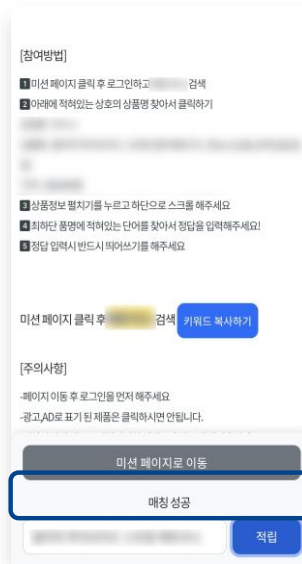 [참여방법]
1 미션 페이지 클릭 후 로그인하고 검색
2 아래에 적혀있는 상호의 상품명 찾아서 클릭하기
3 상품정보 펼치기를 누르고 하단으로 스크롤 해주세요
4 최하단 품명에 적혀있는 단어를 찾아서 정답을 입력해주세요!
5 정답 입력시 반드시 띄어쓰기를 해주세요
미션 페이지 클릭 후 검색 키워드 복사하기
[주의사항]
-페이지 이동 후 로그인을 먼저 해주세요
-광고,AD로 표기 된 제품은 클릭하시면 안됩니다.
미션 페이지로 이동
매칭 성공
적립